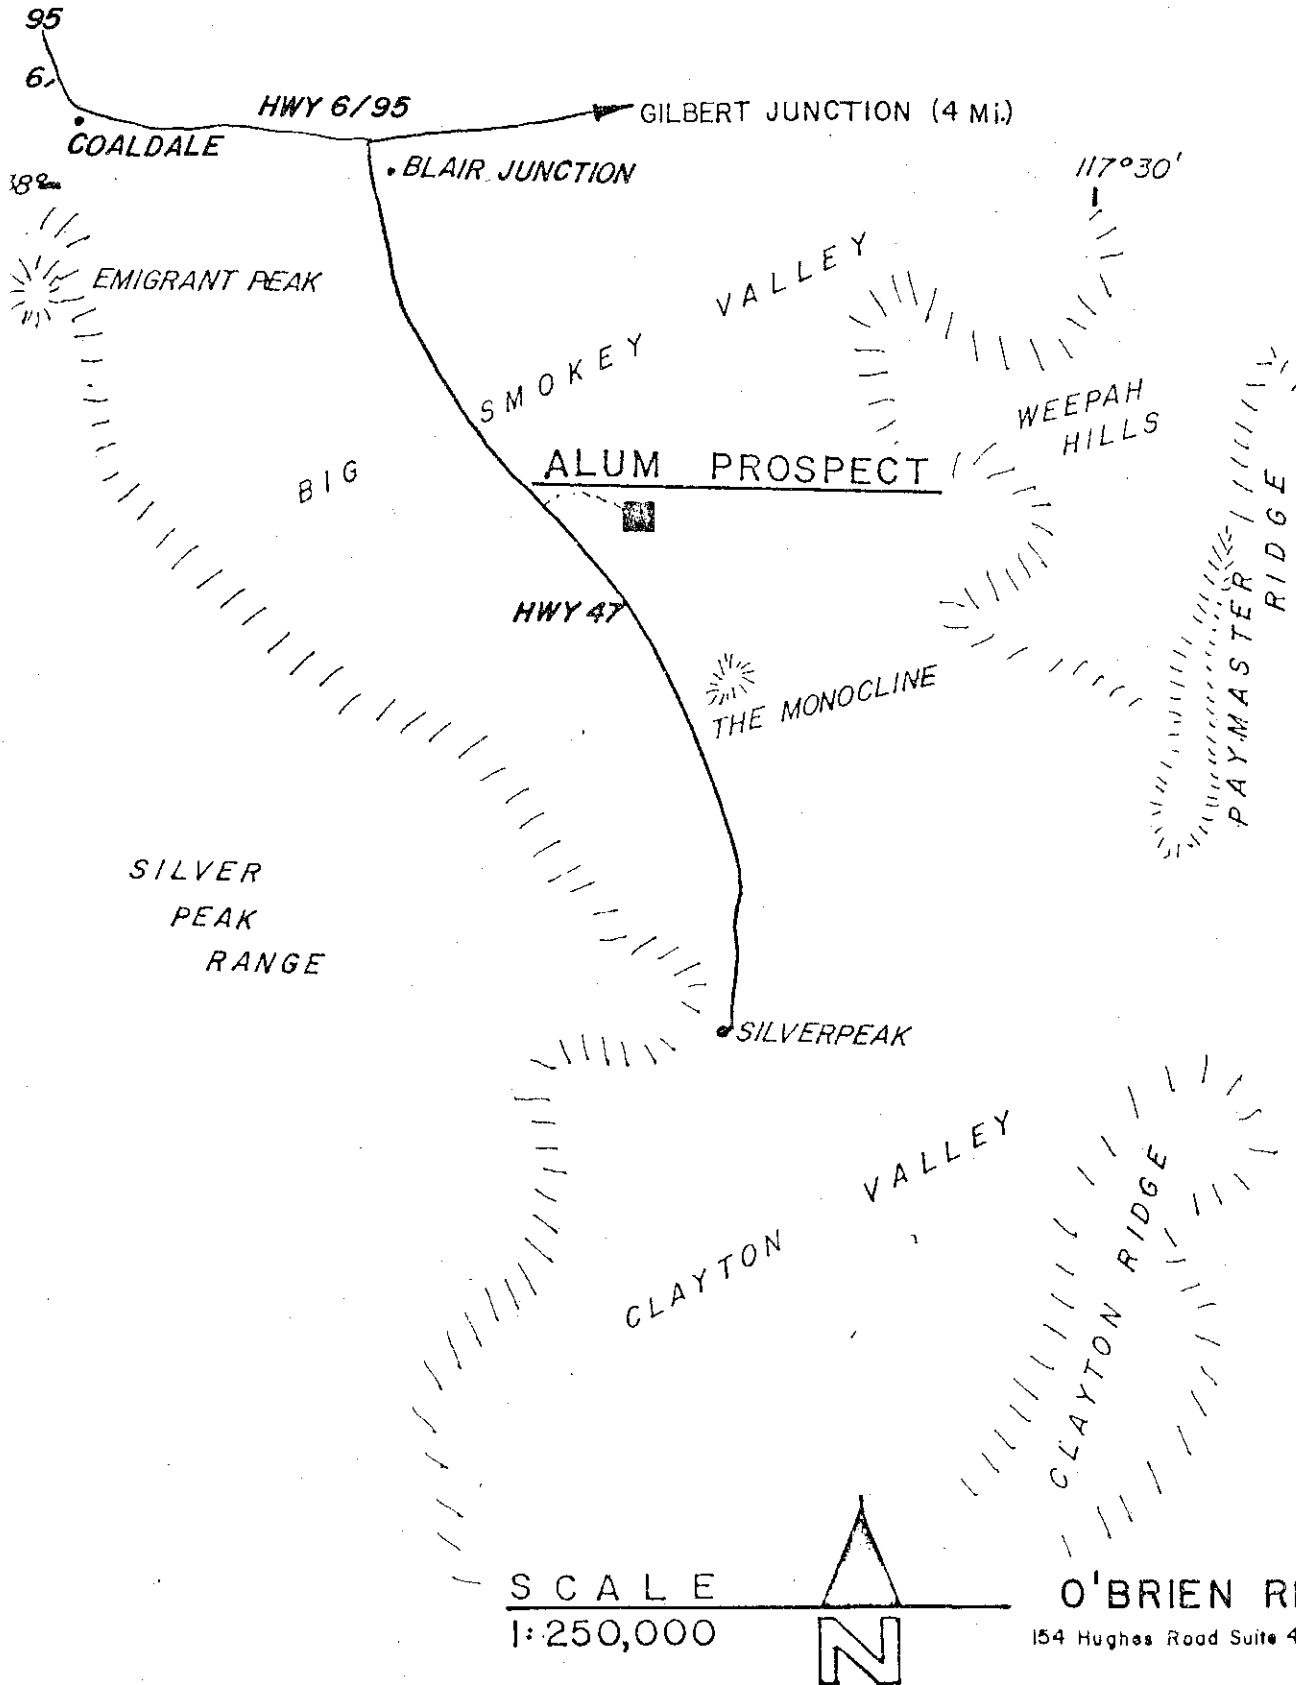 95
6
HWY 6/95
GILBERT JUNCTION (4 Mi.)
COALDALE
BLAIR JUNCTION
117°30'
38°
EMIGRANT PEAK
BIG SMOKEY VALLEY
WEEPAH
HILLS
ALUM PROSPECT
PAYMASTER
RIDGE
HWY 47
THE MONOCLINE
SILVER
PEAK
RANGE
SILVERPEAK
CLAYTON VALLEY
CLAYTON RIDGE
SCALE
1:250,000
N
O'BRIEN
154 Hughes Road Suite 4